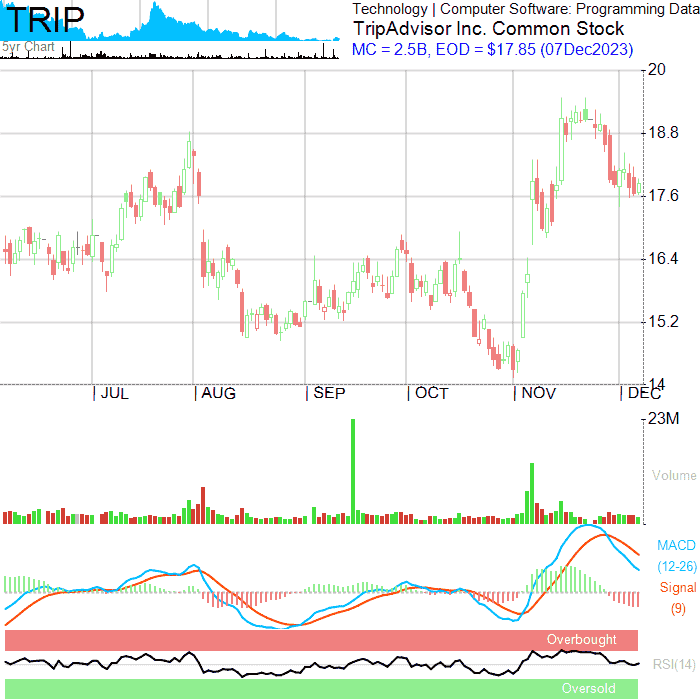 TRIP
Technology | Computer Software: Programming Data
TripAdvisor Inc. Common Stock
5yr Chart
MC = 2.5B, EOD = $17.85 (07Dec2023)
20
18.8
17.6
16.4
15.2
14
| JUL | AUG | SEP | OCT | NOV | DEC
23M
Volume
MACD
(12-26)
Signal
(9)
Overbought
RSI(14)
Oversold